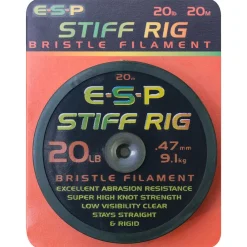 20lb 20M
E·S·P
STIFF RIG
BRISTLE FILAMENT
20M
E·S·P
STIFF RIG
20LB .47mm
9.1kg
BRISTLE FILAMENT
EXCELLENT ABRASION RESISTANCE
SUPER HIGH KNOT STRENGTH
LOW VISIBILITY CLEAR
STAYS STRAIGHT
& RIGID